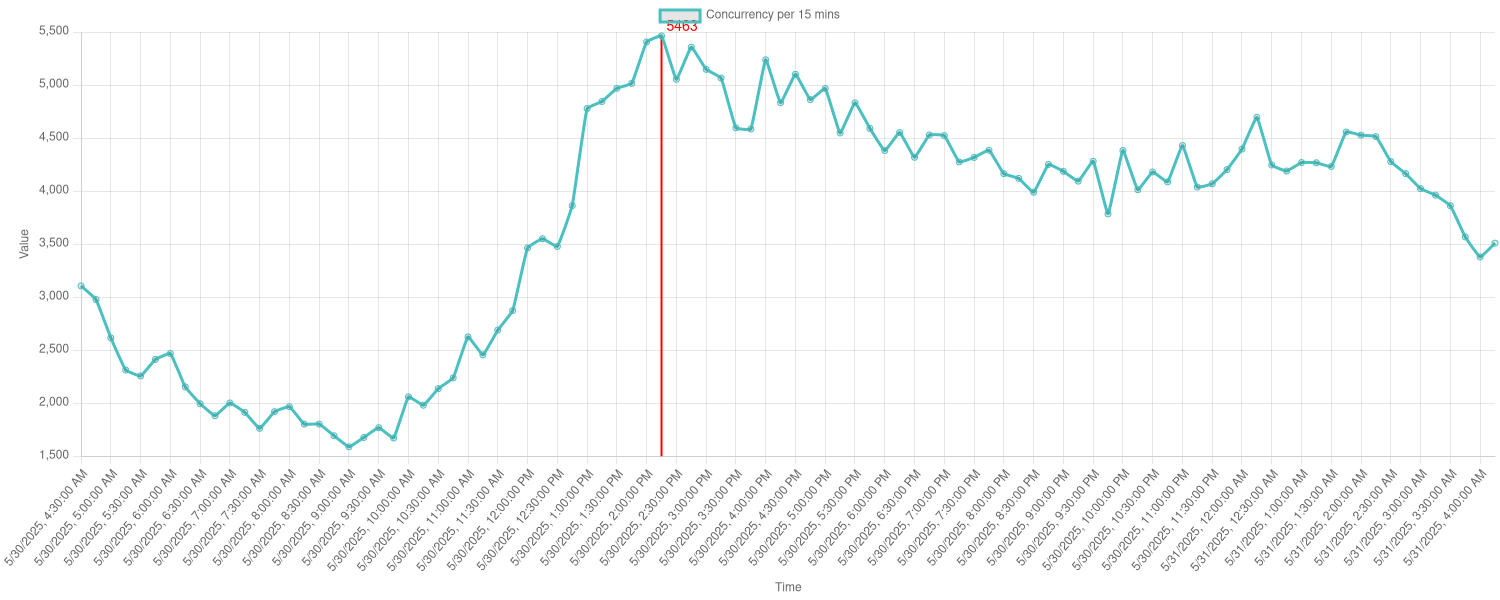 Concurrency per 15 mins
5463
5,500
5,000
4,500
4,000
3,500
3,000
2,500
2,000
1,500
Value
5/30/2025, 4:30:00 AM
5/30/2025, 5:00:00 AM
5/30/2025, 5:30:00 AM
5/30/2025, 6:00:00 AM
5/30/2025, 6:30:00 AM
5/30/2025, 7:00:00 AM
5/30/2025, 7:30:00 AM
5/30/2025, 8:00:00 AM
5/30/2025, 8:30:00 AM
5/30/2025, 9:00:00 AM
5/30/2025, 9:30:00 AM
5/30/2025, 10:00:00 AM
5/30/2025, 10:30:00 AM
5/30/2025, 11:00:00 AM
5/30/2025, 11:30:00 AM
5/30/2025, 12:00:00 PM
5/30/2025, 12:30:00 PM
5/30/2025, 1:00:00 PM
5/30/2025, 1:30:00 PM
5/30/2025, 2:00:00 PM
5/30/2025, 2:30:00 PM
5/30/2025, 3:00:00 PM
5/30/2025, 3:30:00 PM
5/30/2025, 4:00:00 PM
5/30/2025, 4:30:00 PM
5/30/2025, 5:00:00 PM
5/30/2025, 5:30:00 PM
5/30/2025, 6:00:00 PM
5/30/2025, 6:30:00 PM
5/30/2025, 7:00:00 PM
5/30/2025, 7:30:00 PM
5/30/2025, 8:00:00 PM
5/30/2025, 8:30:00 PM
5/30/2025, 9:00:00 PM
5/30/2025, 9:30:00 PM
5/30/2025, 10:00:00 PM
5/30/2025, 10:30:00 PM
5/30/2025, 11:00:00 PM
5/30/2025, 11:30:00 PM
5/31/2025, 12:00:00 AM
5/31/2025, 12:30:00 AM
5/31/2025, 1:00:00 AM
5/31/2025, 1:30:00 AM
5/31/2025, 2:00:00 AM
5/31/2025, 2:30:00 AM
5/31/2025, 3:00:00 AM
5/31/2025, 3:30:00 AM
5/31/2025, 4:00:00 AM
Time